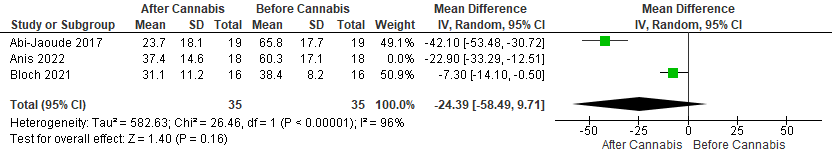 After Cannabis Before Cannabis Mean Difference Mean Difference
Study or Subgroup Mean SD Total Mean SD Total Weight IV, Random, 95% CI IV, Random, 95% CI
Abi-Jaoude 2017 23.7 18.1 19 65.8 17.7 19 49.1% -42.10 [-53.48, -30.72]
Anis 2022 37.4 14.6 18 60.3 17.1 18 0.0% -22.90 [-33.29, -12.51]
Bloch 2021 31.1 11.2 16 38.4 8.2 16 50.9% -7.30 [-14.10, -0.50]
Total (95% CI) 35 35 100.0% -24.39 [-58.49, 9.71]
Heterogeneity: Tau² = 582.63; Chi² = 26.46, df = 1 (P < 0.00001); I² = 96%
Test for overall effect: Z = 1.40 (P = 0.16)
-50 -25 0 25 50
After Cannabis Before Cannabis